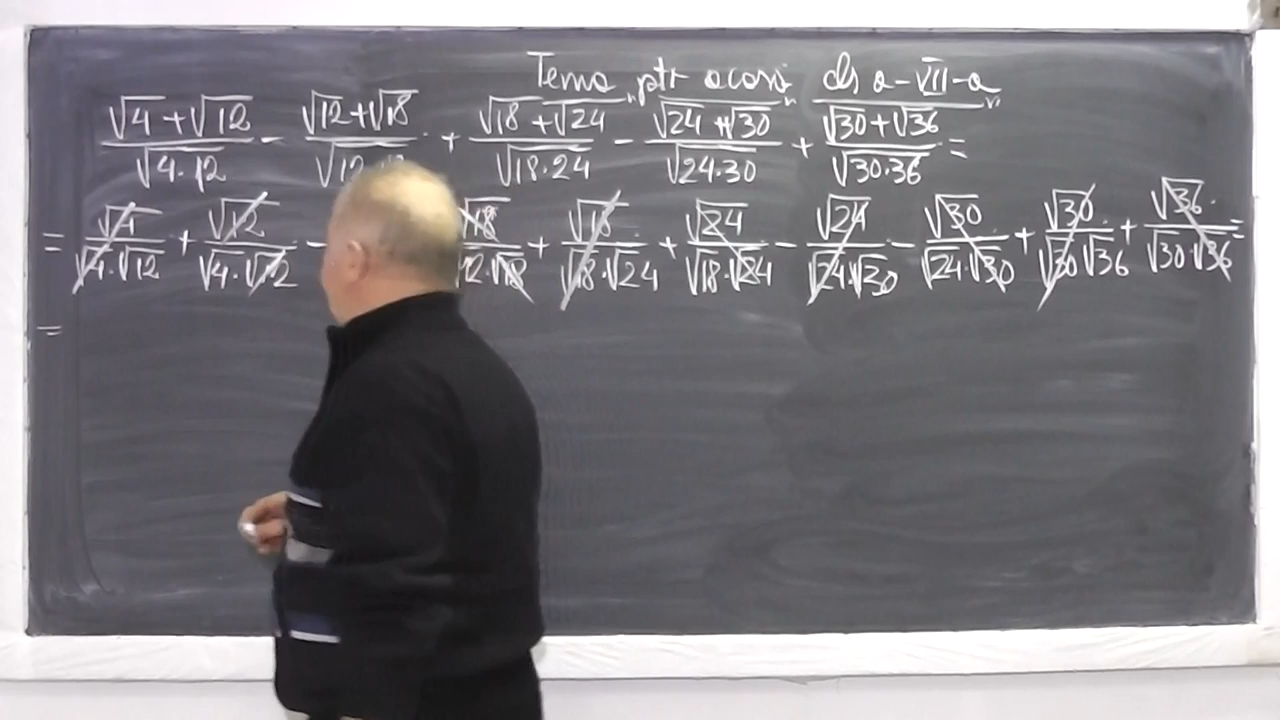 Tema „ptr acasă” cls a-VII-a
(√4+√12)/√(4·12) - (√12+√18)/√(12·18) + (√18+√24)/√(18·24) - (√24+√30)/√(24·30) + (√30+√36)/√(30·36) =
= √4/(√4·√12) + √12/(√4·√12) - √18/(√12·√18) + √18/(√18·√24) + √24/(√18·√24) - √24/(√24·√30) - √30/(√24·√30) + √30/(√30√36) + √36/(√30·√36) =
=